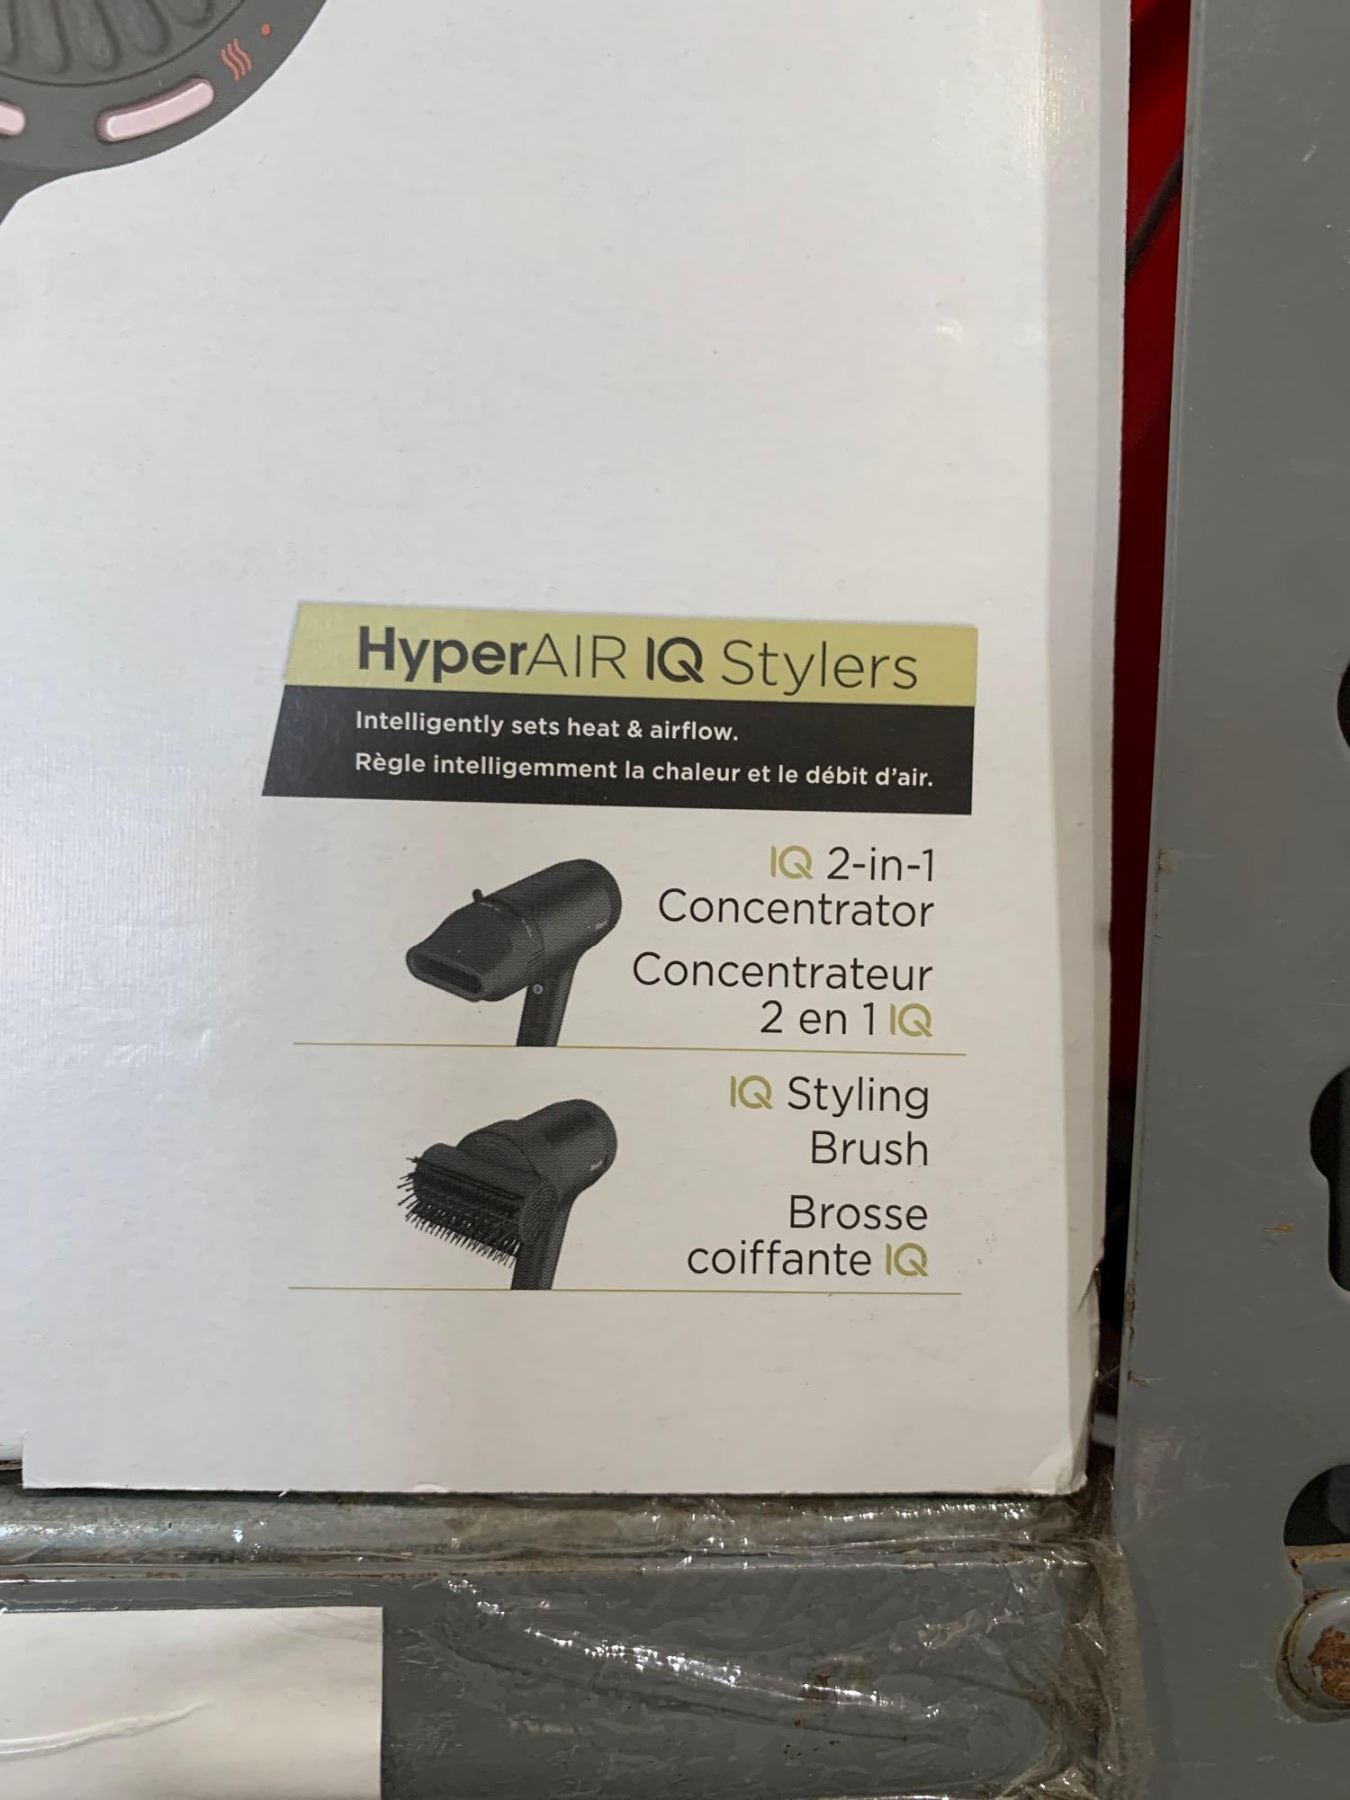 HyperAIR IQ Stylers
Intelligently sets heat & airflow.
Règle intelligemment la chaleur et le débit d'air.
IQ 2-in-1
Concentrator
Concentrateur
2 en 1 IQ
IQ Styling
Brush
Brosse
coiffante IQ